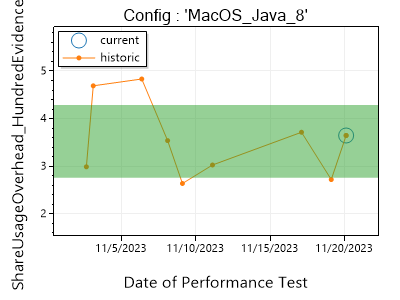 Config : 'MacOS_Java_8'
current
historic
ShareUsageOverhead_HundredEvidence
5
4
3
2
11/5/2023
11/10/2023
11/15/2023
11/20/2023
Date of Performance Test